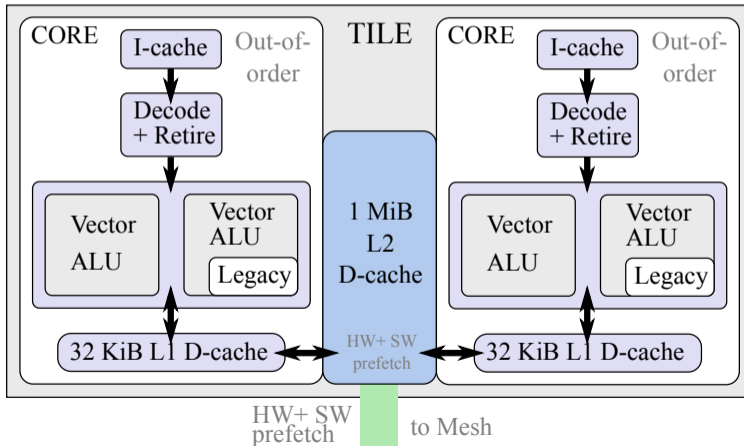 CORE
I-cache
Out-of-
order
Decode
+ Retire
Vector
ALU
Vector
ALU
Legacy
32 KiB L1 D-cache
TILE
1 MiB
L2
D-cache
HW+ SW
prefetch
CORE
I-cache
Out-of-
order
Decode
+ Retire
Vector
ALU
Vector
ALU
Legacy
32 KiB L1 D-cache
HW+ SW
prefetch
to Mesh